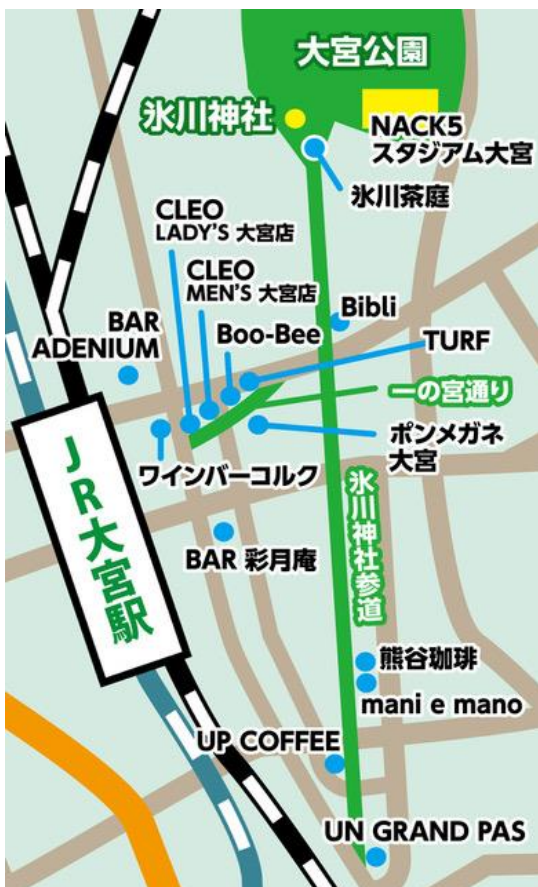 大宮公園
氷川神社
NACK5
スタジアム大宮
氷川茶庭
CLEO
LADY'S 大宮店
CLEO
MEN'S 大宮店
Bibli
BAR
ADENIUM
Boo-Bee
TURF
一の宮通り
ポンメガネ
大宮
ワインバーコルク
JR大宮駅
氷川神社参道
BAR 彩月庵
熊谷珈琲
mani e mano
UP COFFEE
UN GRAND PAS